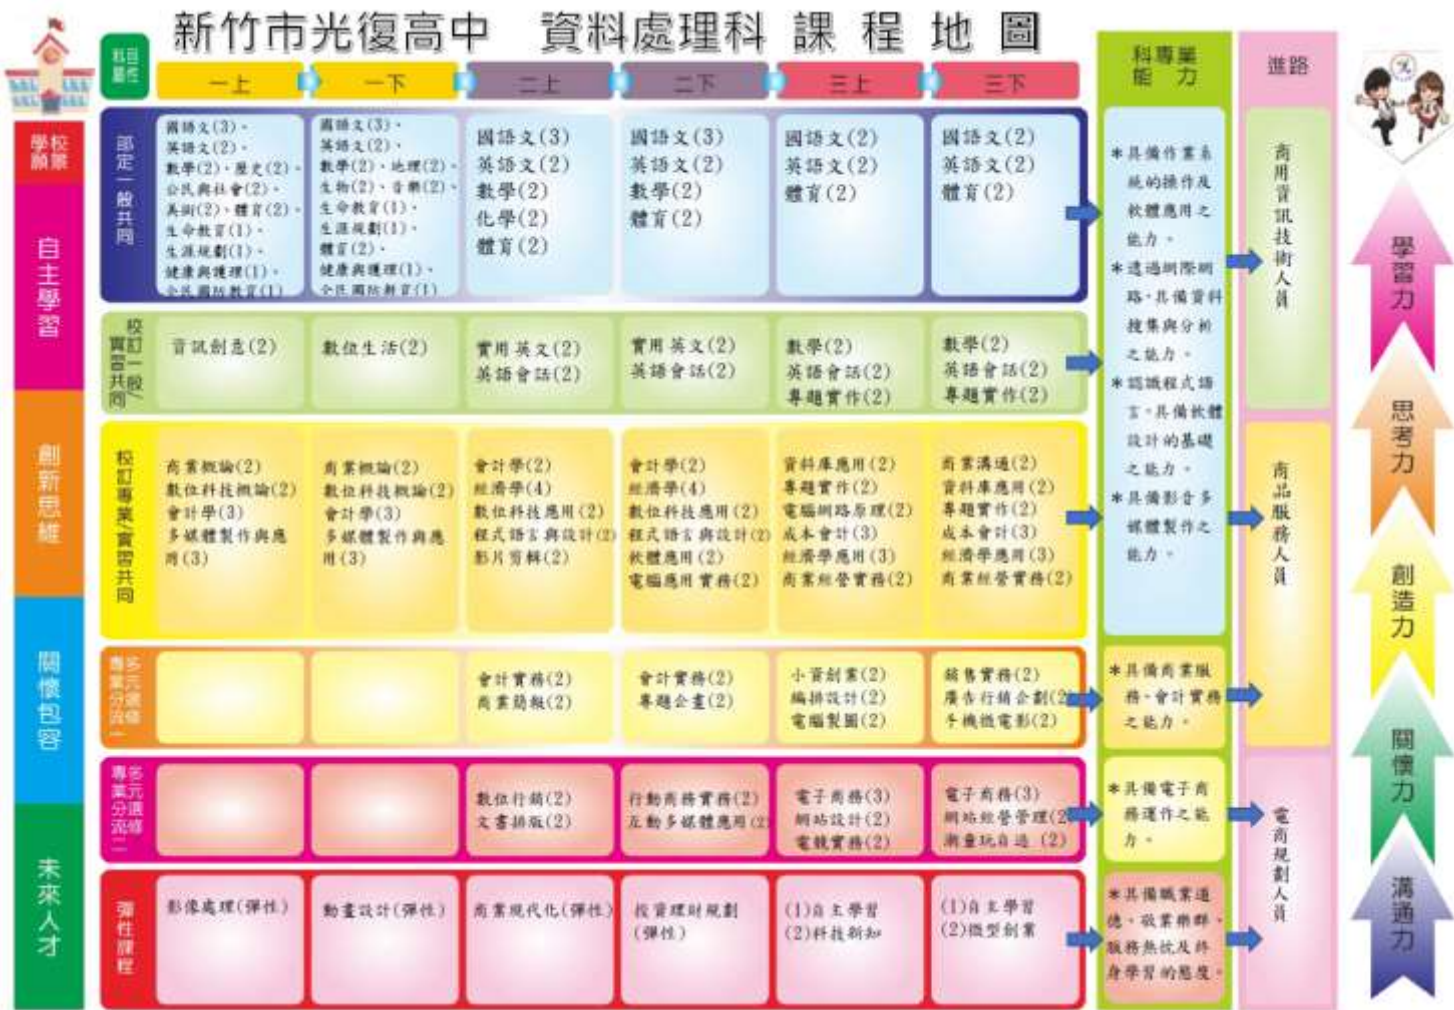 新竹市光復高中 資料處理科 課程地圖
科目
屬性
一上
一下
二上
二下
三上
三下
科專業
能力
進路
學校
願景
自主學習
創新思維
關懷包容
未來人才
部定一般共同
國語文(3)、
英語文(2)、
數學(2)、歷史(2)、
公民與社會(2)、
美術(2)、體育(2)、
生命教育(1)、
生涯規劃(1)、
健康與護理(1)、
全民國防教育(1)
國語文(3)、
英語文(2)、
數學(2)、地理(2)、
生物(2)、音樂(2)、
生命教育(1)、
生涯規劃(1)、
體育(2)、
健康與護理(1)、
全民國防教育(1)
國語文(3)
英語文(2)
數學(2)
化學(2)
體育(2)
國語文(3)
英語文(2)
數學(2)
體育(2)
國語文(2)
英語文(2)
體育(2)
國語文(2)
英語文(2)
體育(2)
校訂一般/
實習共同
資訊創意(2)
數位生活(2)
實用英文(2)
英語會話(2)
實用英文(2)
英語會話(2)
數學(2)
英語會話(2)
專題實作(2)
數學(2)
英語會話(2)
專題實作(2)
校訂專業/實習共同
商業概論(2)
數位科技概論(2)
會計學(3)
多媒體製作與應
用(3)
商業概論(2)
數位科技概論(2)
會計學(3)
多媒體製作與應
用(3)
會計學(2)
經濟學(4)
數位科技應用(2)
程式語言與設計(2)
影片剪輯(2)
會計學(2)
經濟學(4)
數位科技應用(2)
程式語言與設計(2)
軟體應用(2)
電腦應用實務(2)
資料庫應用(2)
專題實作(2)
電腦網路原理(2)
成本會計(3)
經濟學應用(3)
商業經營實務(2)
商業溝通(2)
資料庫應用(2)
專題實作(2)
成本會計(3)
經濟學應用(3)
商業經營實務(2)
多元選修
專業分流一
會計實務(2)
商業簡報(2)
會計實務(2)
專題企畫(2)
小資創業(2)
編排設計(2)
電腦製圖(2)
銷售實務(2)
廣告行銷企劃(2
手機微電影(2)
多元選修
專業分流二
數位行銷(2)
文書排版(2)
行動商務實務(2)
互動多媒體應用(2)
電子商務(3)
網站設計(2)
電競實務(2)
電子商務(3)
網站經營管理(2
潮童玩自造 (2)
彈性課程
影像處理(彈性)
動畫設計(彈性)
商業現代化(彈性)
投資理財規劃
(彈性)
(1)自主學習
(2)科技新知
(1)自主學習
(2)微型創業
*具備作業系
統的操作及
軟體應用之
能力。
*透過網際網
路,具備資料
搜集與分析
之能力。
*認識程式語
言,具備軟體
設計的基礎
之能力。
*具備影音多
媒體製作之
能力。
*具備商業服
務、會計實務
之能力。
*具備電子商
務運作之能
力。
*具備職業道
德、敬業樂群、
服務熱忱及終
身學習的態度。
商用資訊技術人員
商品服務人員
電商規劃人員
學習力
思考力
創造力
關懷力
溝通力